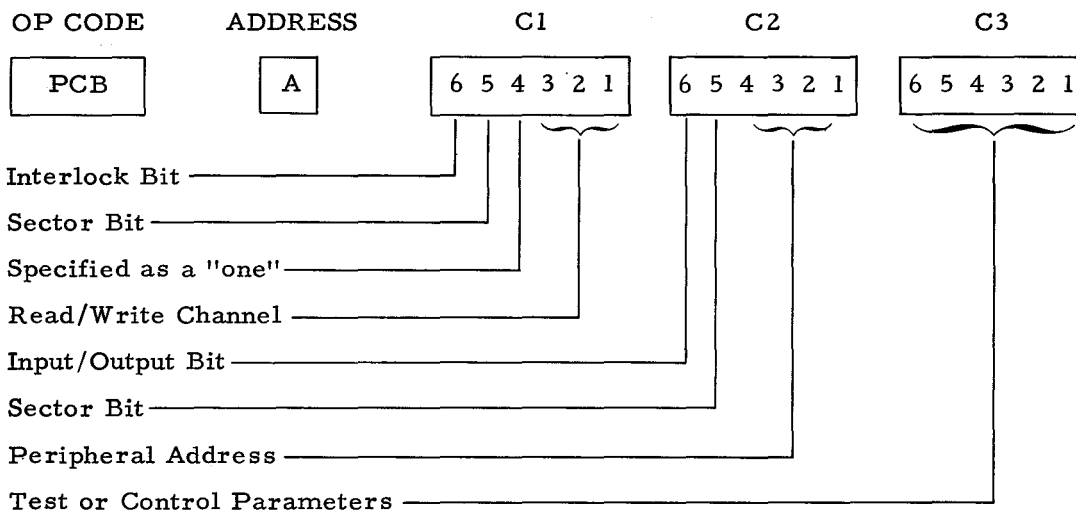 OP CODE ADDRESS C1 C2 C3
PCB A 6 5 4 3 2 1 6 5 4 3 2 1 6 5 4 3 2 1
Interlock Bit
Sector Bit
Specified as a "one"
Read/Write Channel
Input/Output Bit
Sector Bit
Peripheral Address
Test or Control Parameters